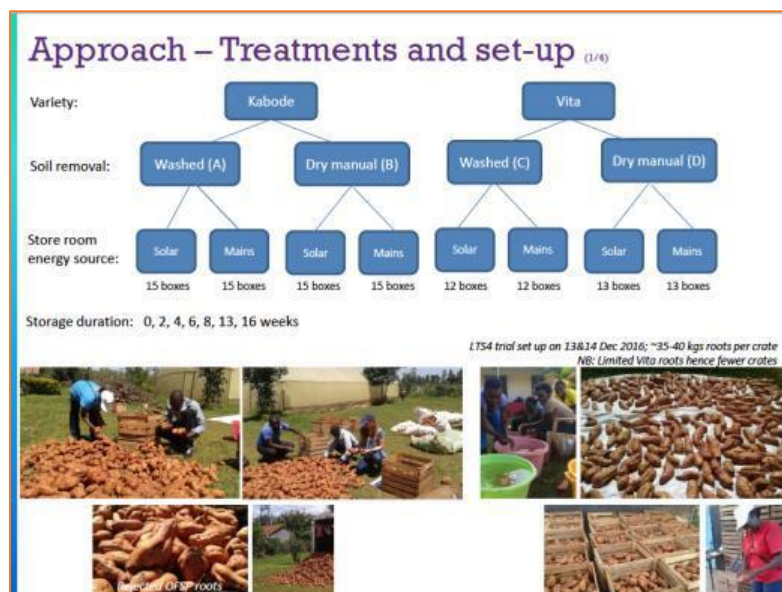 Approach – Treatments and set-up (1/4)
Variety: Kabode Vita
Soil removal: Washed (A) Dry manual (B) Washed (C) Dry manual (D)
Store room
energy source: Solar Mains Solar Mains Solar Mains Solar Mains
15 boxes 15 boxes 15 boxes 15 boxes 12 boxes 12 boxes 13 boxes 13 boxes
Storage duration: 0, 2, 4, 6, 8, 13, 16 weeks
LTS4 trial set up on 13&14 Dec 2016; ~35-40 kgs roots per crate
NB: Limited Vita roots hence fewer crates
Rejected OFSP roots